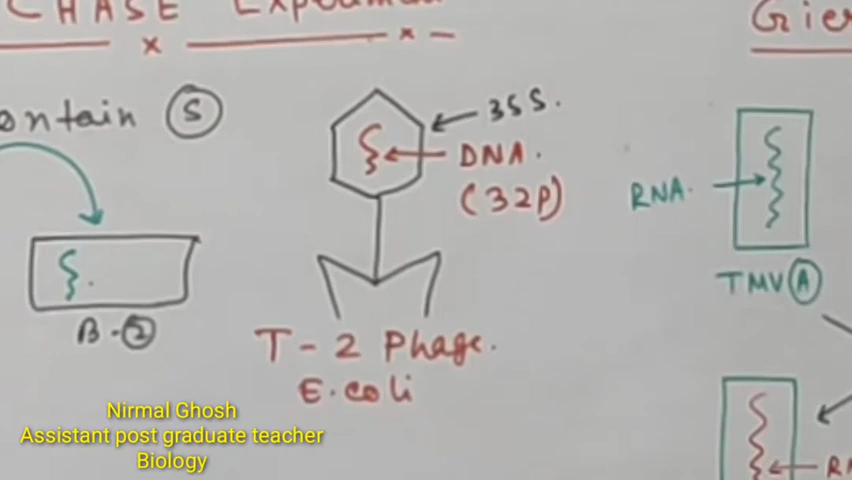 CHASE
35S.
DNA.
(32P)
T-2 Phage.
E.coli
ontain S
B-2
RNA.
TMV A
Nirmal Ghosh
Assistant post graduate teacher
Biology